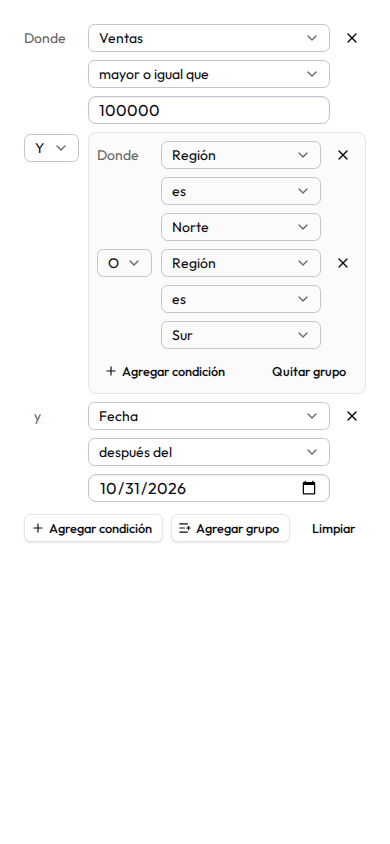 Donde Ventas
mayor o igual que
100000
Y
Donde Región
es
Norte
O Región
es
Sur
Agregar condición Quitar grupo
y Fecha
después del
10/31/2026
Agregar condición Agregar grupo Limpiar